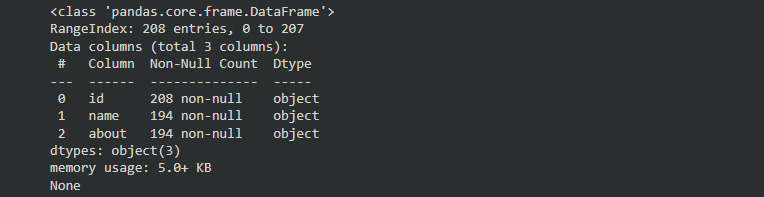 <class 'pandas.core.frame.DataFrame'>
RangeIndex: 208 entries, 0 to 207
Data columns (total 3 columns):
 #   Column  Non-Null Count  Dtype
---  ------  --------------  -----
 0   id      208 non-null    object
 1   name    194 non-null    object
 2   about   194 non-null    object
dtypes: object(3)
memory usage: 5.0+ KB
None